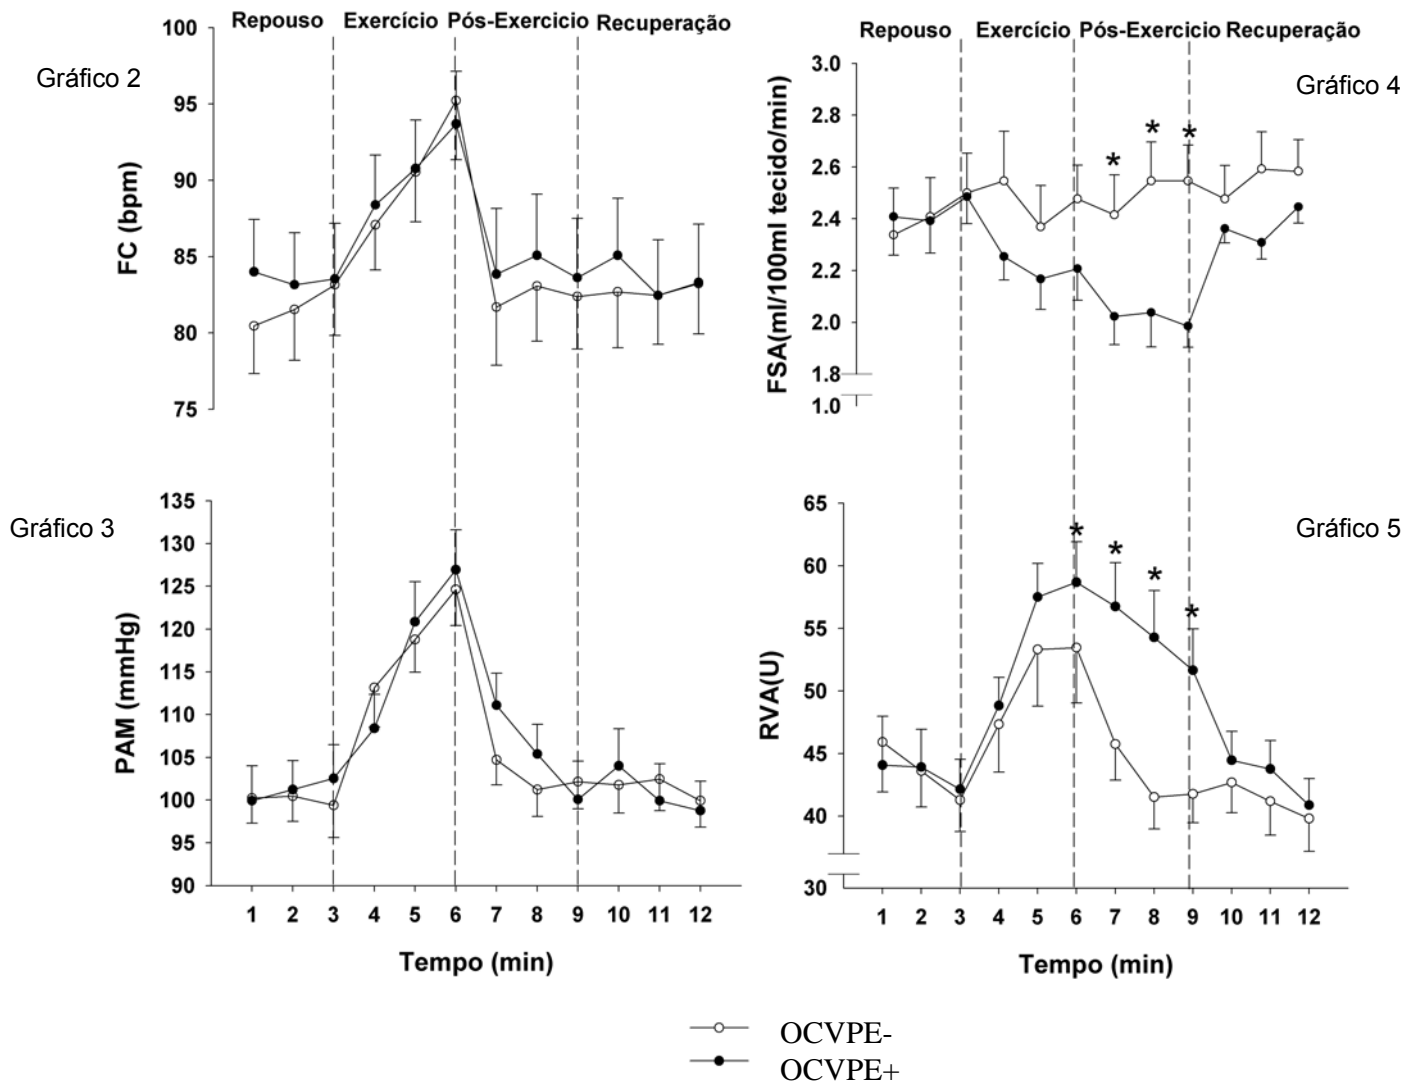 Gráfico 2
Repouso Exercício Pós-Exercicio Recuperação
FC (bpm)
100
95
90
85
80
75
Gráfico 4
Repouso Exercício Pós-Exercicio Recuperação
FSA(ml/100ml tecido/min)
3.0
2.8
2.6
2.4
2.2
2.0
1.8
1.0
* * *
Gráfico 3
PAM (mmHg)
135
130
125
120
115
110
105
100
95
90
1 2 3 4 5 6 7 8 9 10 11 12
Tempo (min)
Gráfico 5
RVA(U)
65
60
55
50
45
40
30
* * * *
1 2 3 4 5 6 7 8 9 10 11 12
Tempo (min)
OCVPE-
OCVPE+